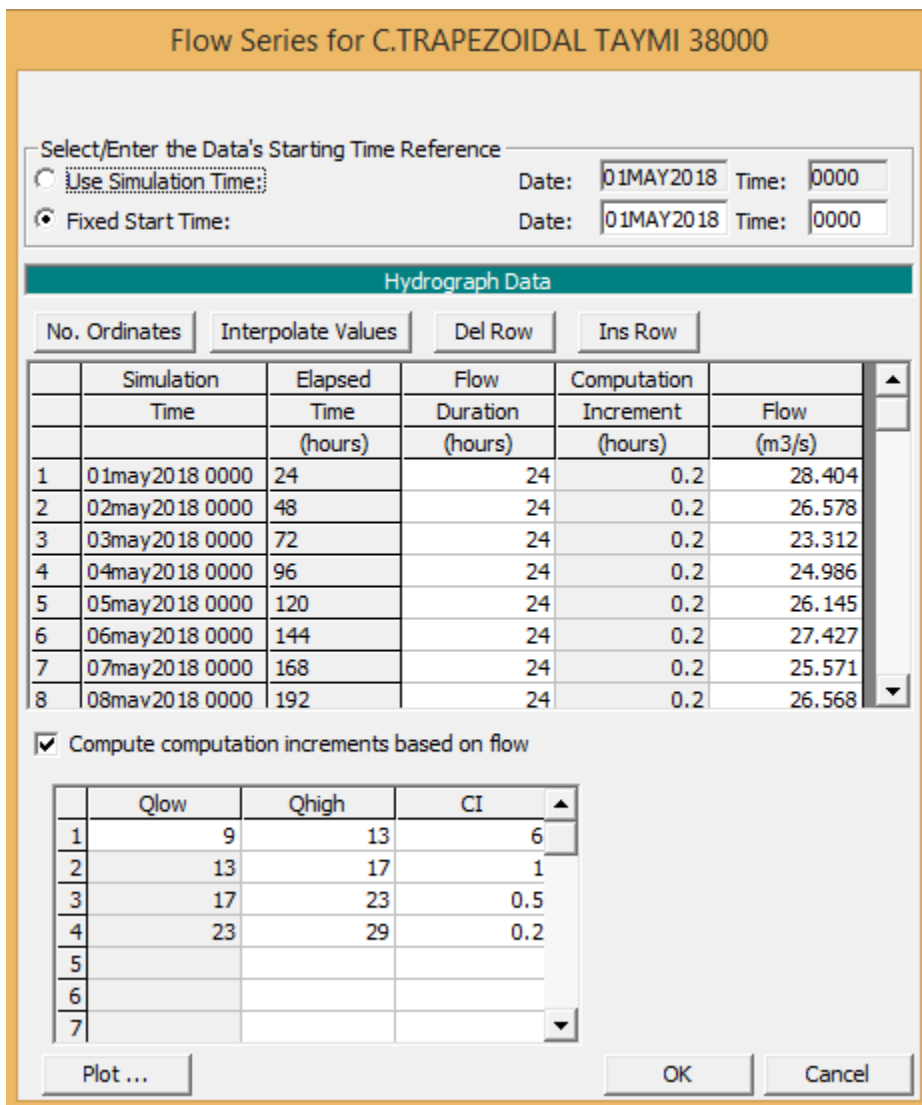 Flow Series for C.TRAPEZOIDAL TAYMI 38000
Select/Enter the Data's Starting Time Reference
Use Simulation Time: Date: 01MAY2018 Time: 0000
Fixed Start Time: Date: 01MAY2018 Time: 0000
Hydrograph Data
No. Ordinates Interpolate Values Del Row Ins Row
Simulation Elapsed Flow Computation
Time Time Duration Increment Flow
(hours) (hours) (hours) (m3/s)
1 01may2018 0000 24 24 0.2 28.404
2 02may2018 0000 48 24 0.2 26.578
3 03may2018 0000 72 24 0.2 23.312
4 04may2018 0000 96 24 0.2 24.986
5 05may2018 0000 120 24 0.2 26.145
6 06may2018 0000 144 24 0.2 27.427
7 07may2018 0000 168 24 0.2 25.571
8 08may2018 0000 192 24 0.2 26.568
Compute computation increments based on flow
Qlow Qhigh CI
1 9 13 6
2 13 17 1
3 17 23 0.5
4 23 29 0.2
5
6
7
Plot ... OK Cancel